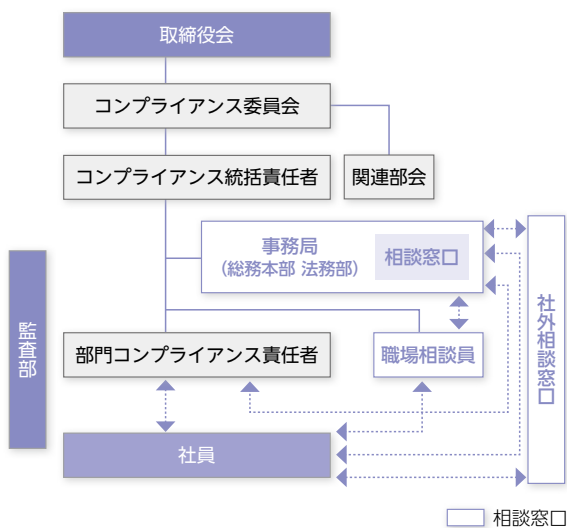 取締役会
コンプライアンス委員会
コンプライアンス統括責任者
関連部会
事務局
（総務本部 法務部）
相談窓口
社外相談窓口
監査部
部門コンプライアンス責任者
職場相談員
社員
相談窓口